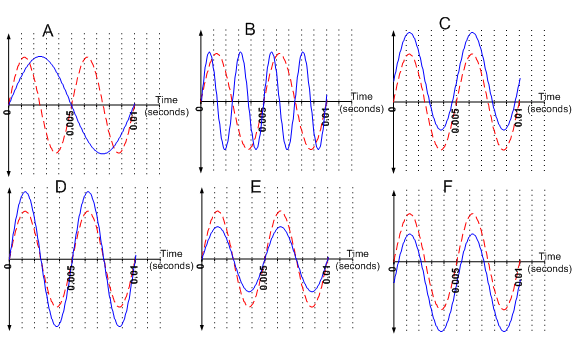 A
Time
(seconds)
0
0.005
0.01
B
Time
(seconds)
0
0.005
0.01
C
Time
(seconds)
0
0.005
0.01
D
Time
(seconds)
0
0.005
0.01
E
Time
(seconds)
0
0.005
0.01
F
Time
(seconds)
0
0.005
0.01